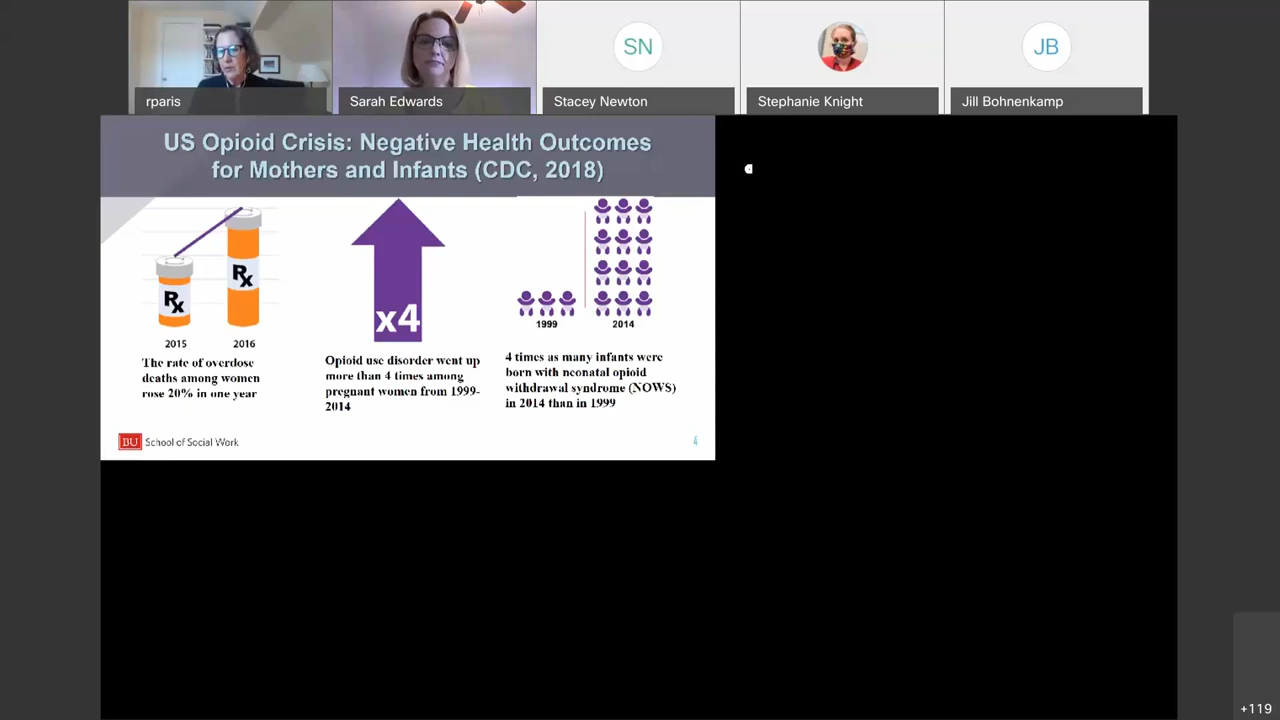 SN
JB
rparis
Sarah Edwards
Stacey Newton
Stephanie Knight
Jill Bohnenkamp
US Opioid Crisis: Negative Health Outcomes
for Mothers and Infants (CDC, 2018)
Rx
Rx
2015
2016
The rate of overdose
deaths among women
rose 20% in one year
x4
Opioid use disorder went up
more than 4 times among
pregnant women from 1999-
2014
1999
2014
4 times as many infants were
born with neonatal opioid
withdrawal syndrome (NOWS)
in 2014 than in 1999
BU School of Social Work
4
+119